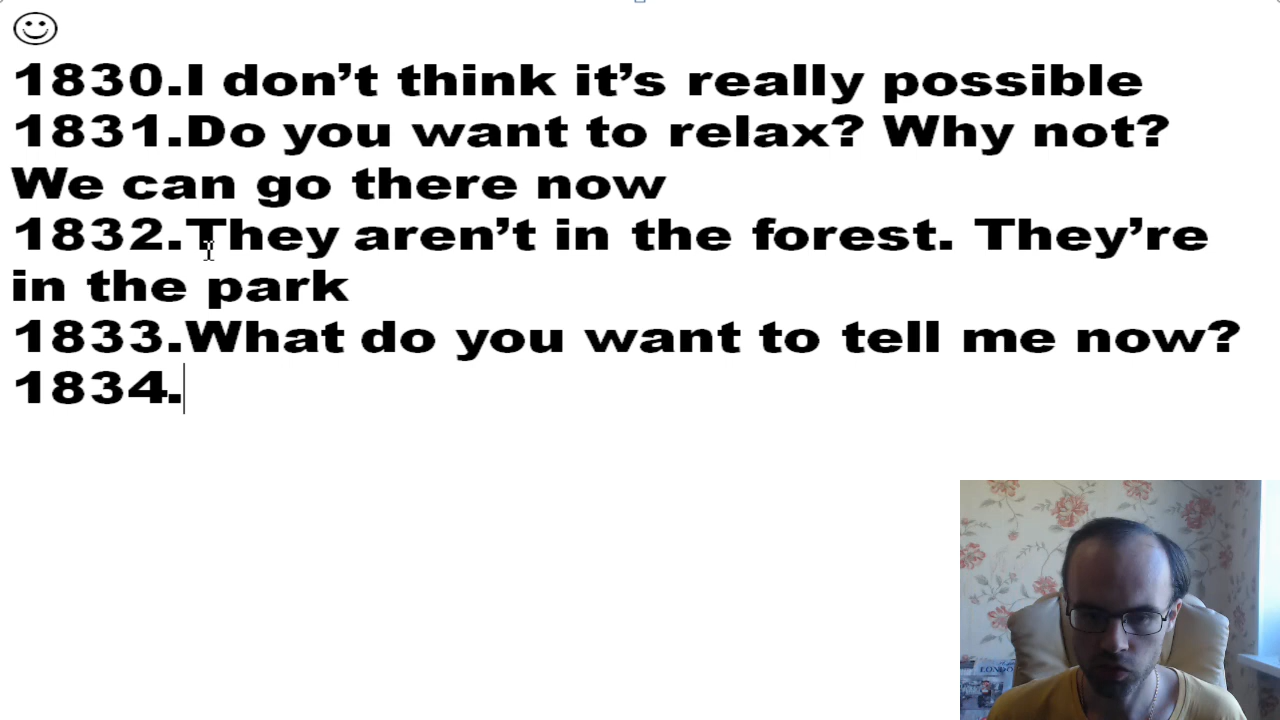 1830.I don’t think it’s really possible
1831.Do you want to relax? Why not?
We can go there now
1832.They aren’t in the forest. They’re
in the park
1833.What do you want to tell me now?
1834.
LONDON